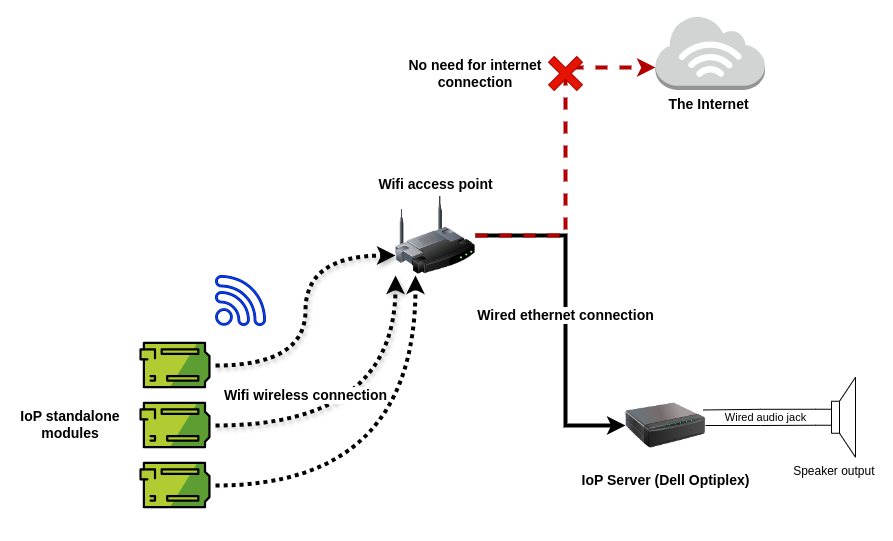 No need for internet
connection
The Internet
Wifi access point
Wired ethernet connection
Wifi wireless connection
IoP standalone
modules
Wired audio jack
Speaker output
IoP Server (Dell Optiplex)